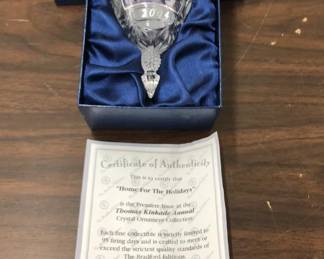 2014
Certificate of Authenticity
This is to certify that
"Home For The Holidays"
is the Premiere Issue in the
Thomas Kinkade Annual
Crystal Ornament Collection.
Each fine collectible is strictly limited to
95 firing days and is crafted to meet or
exceed the strictest quality standards of
The Bradford Editions.